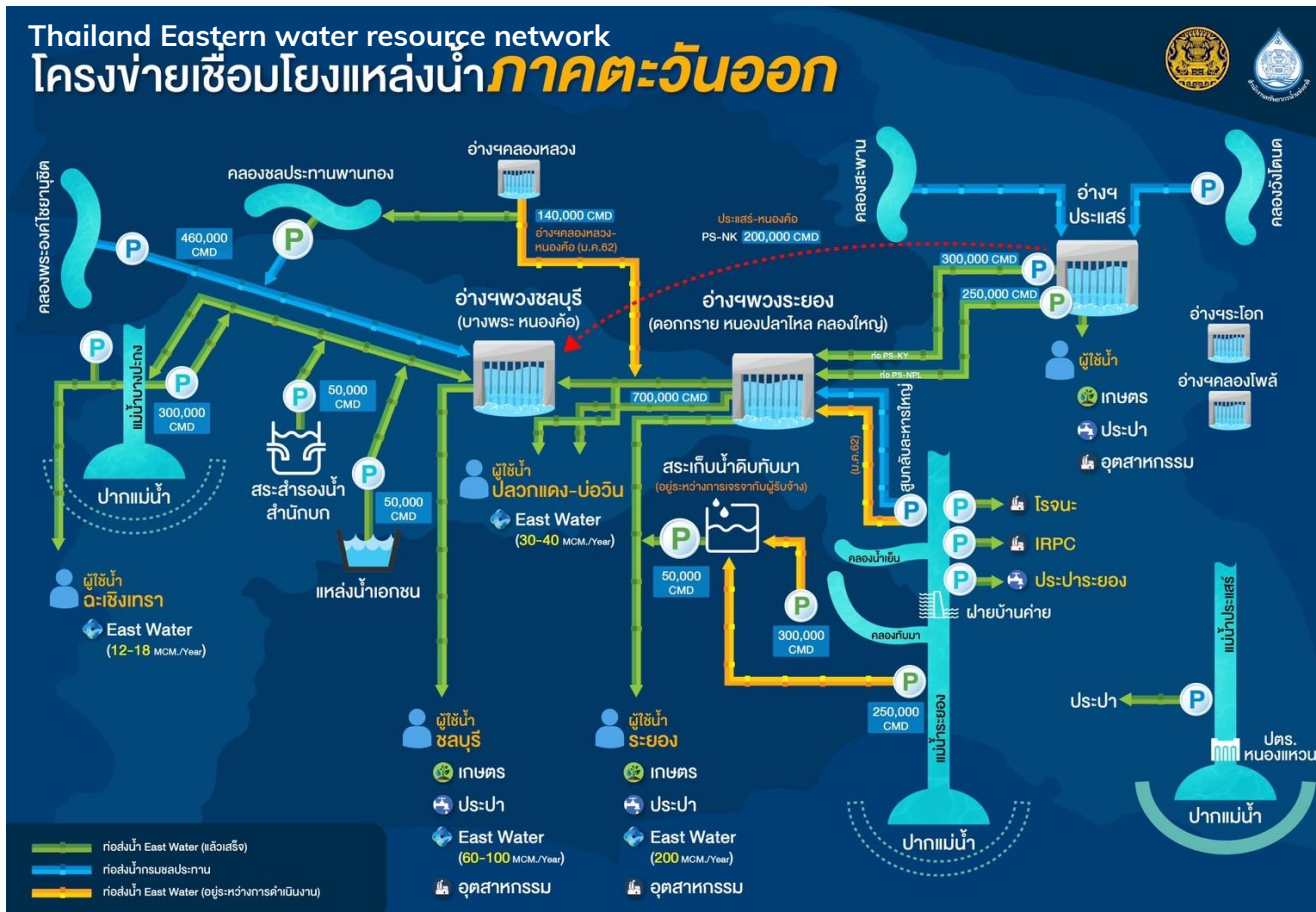 Thailand Eastern water resource network
โครงข่ายเชื่อมโยงแหล่งน้ำภาคตะวันออก
สำนักงานทรัพยากรน้ำแห่งชาติ
คลองพระองค์ไชยานุชิต
คลองชลประทานพานทอง
อ่างฯคลองหลวง
คลองสะพาน
อ่างฯ
ประแสร์
คลองวังโตนด
P
460,000
CMD
P
140,000 CMD
อ่างฯคลองหลวง-
หนองค้อ (ม.ค.62)
ประแสร์-หนองค้อ
PS-NK 200,000 CMD
P
300,000 CMD
P
250,000 CMD
P
อ่างฯพวงชลบุรี
(บางพระ หนองค้อ)
อ่างฯพวงระยอง
(ดอกกราย หนองปลาไหล คลองใหญ่)
ท่อ PS-KY
ท่อ PS-NPL
อ่างฯระโอก
อ่างฯคลองโพล้
ผู้ใช้น้ำ
เกษตร
ประปา
อุตสาหกรรม
P
แม่น้ำบางปะกง
P
300,000
CMD
ปากแม่น้ำ
P
50,000
CMD
สระสำรองน้ำ
สำนักบก
P
50,000
CMD
แหล่งน้ำเอกชน
700,000 CMD
ผู้ใช้น้ำ
ปลวกแดง-บ่อวิน
East Water
(30-40 MCM./Year)
สระเก็บน้ำดิบทับมา
(อยู่ระหว่างการเจรจากับผู้รับจ้าง)
(ม.ค.62)
สูบกลับสะพานใหญ่
P
50,000
CMD
P
300,000
CMD
P
P
โรจนะ
P
IRPC
P
ประปาระยอง
คลองน้ำเย็น
ฝายบ้านค่าย
คลองทับมา
P
250,000
CMD
แม่น้ำระยอง
ปากแม่น้ำ
แม่น้ำประแสร์
ประปา
P
ปตร.
หนองแหวน
ปากแม่น้ำ
ผู้ใช้น้ำ
ฉะเชิงเทรา
East Water
(12-18 MCM./Year)
ผู้ใช้น้ำ
ชลบุรี
เกษตร
ประปา
East Water
(60-100 MCM./Year)
อุตสาหกรรม
ผู้ใช้น้ำ
ระยอง
เกษตร
ประปา
East Water
(200 MCM./Year)
อุตสาหกรรม
ท่อส่งน้ำ East Water (แล้วเสร็จ)
ท่อส่งน้ำกรมชลประทาน
ท่อส่งน้ำ East Water (อยู่ระหว่างการดำเนินงาน)